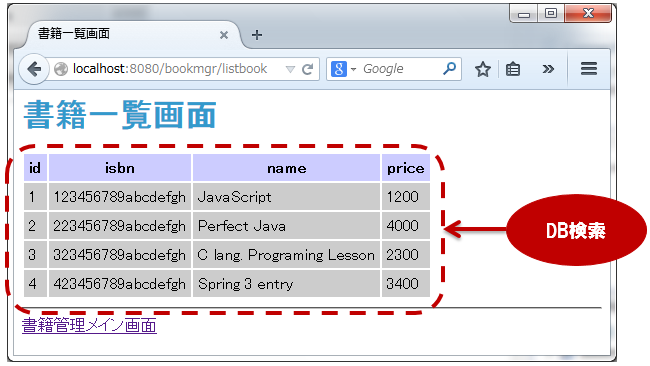 書籍一覧画面
localhost:8080/bookmgr/listbook
Google
書籍一覧画面
id isbn name price
1 123456789abcdefgh JavaScript 1200
2 223456789abcdefgh Perfect Java 4000
3 323456789abcdefgh C lang. Programing Lesson 2300
4 423456789abcdefgh Spring 3 entry 3400
DB検索
書籍管理メイン画面